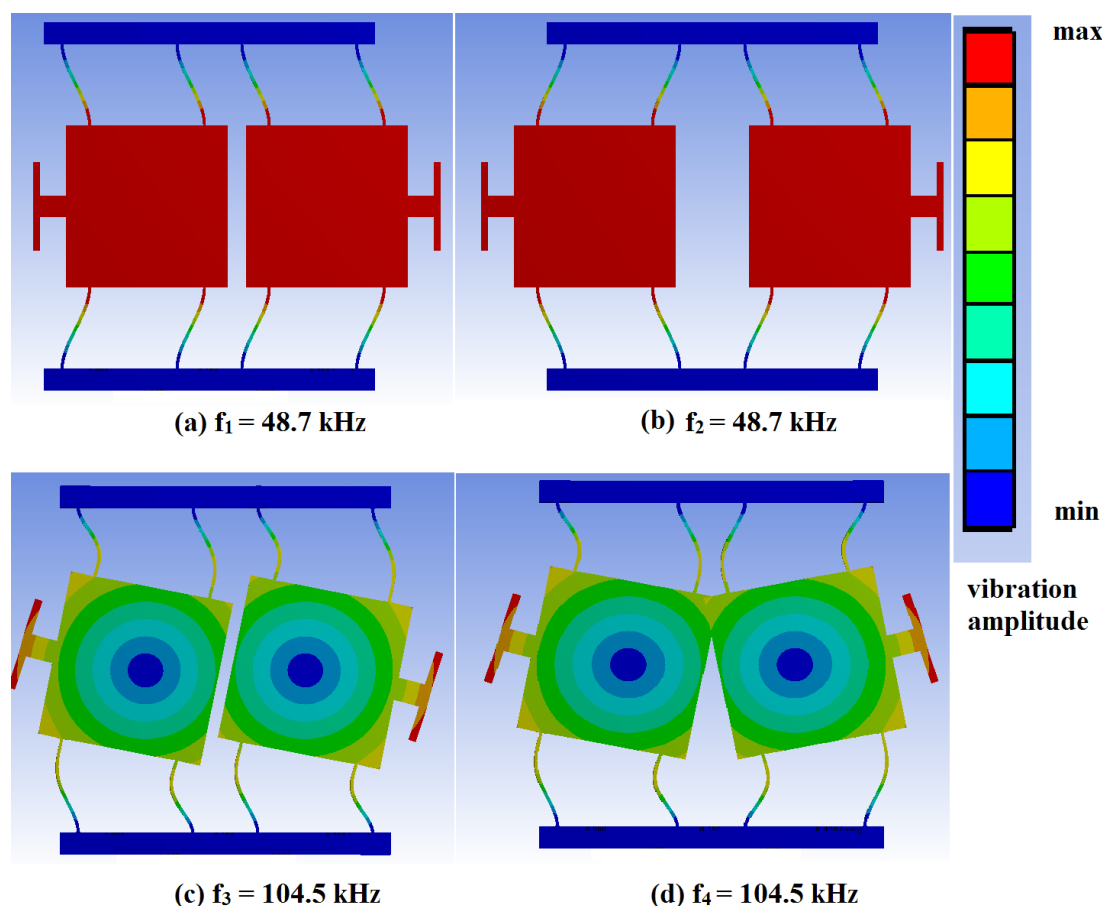 max
min
vibration
amplitude
(a) f₁ = 48.7 kHz
(b) f₂ = 48.7 kHz
(c) f₃ = 104.5 kHz
(d) f₄ = 104.5 kHz